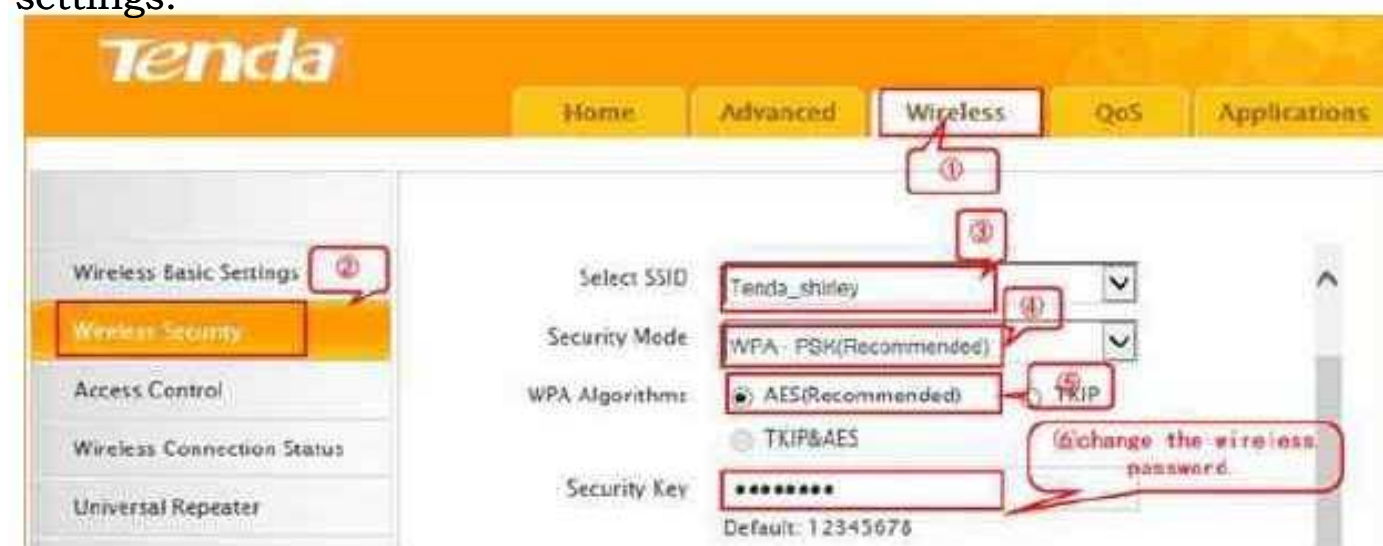 settings:
Tenda
Home Advanced Wireless QoS Applications
①
③
Wireless Basic Settings ② Select SSID Tenda_shirley
④
Wireless Security Security Mode WPA - PSK(Recommended)
Access Control WPA Algorithms AES(Recommended) ⑤ TKIP
Wireless Connection Status TKIP&AES ⑥change the wireless
password
Universal Repeater Security Key ••••••••
Default: 12345678